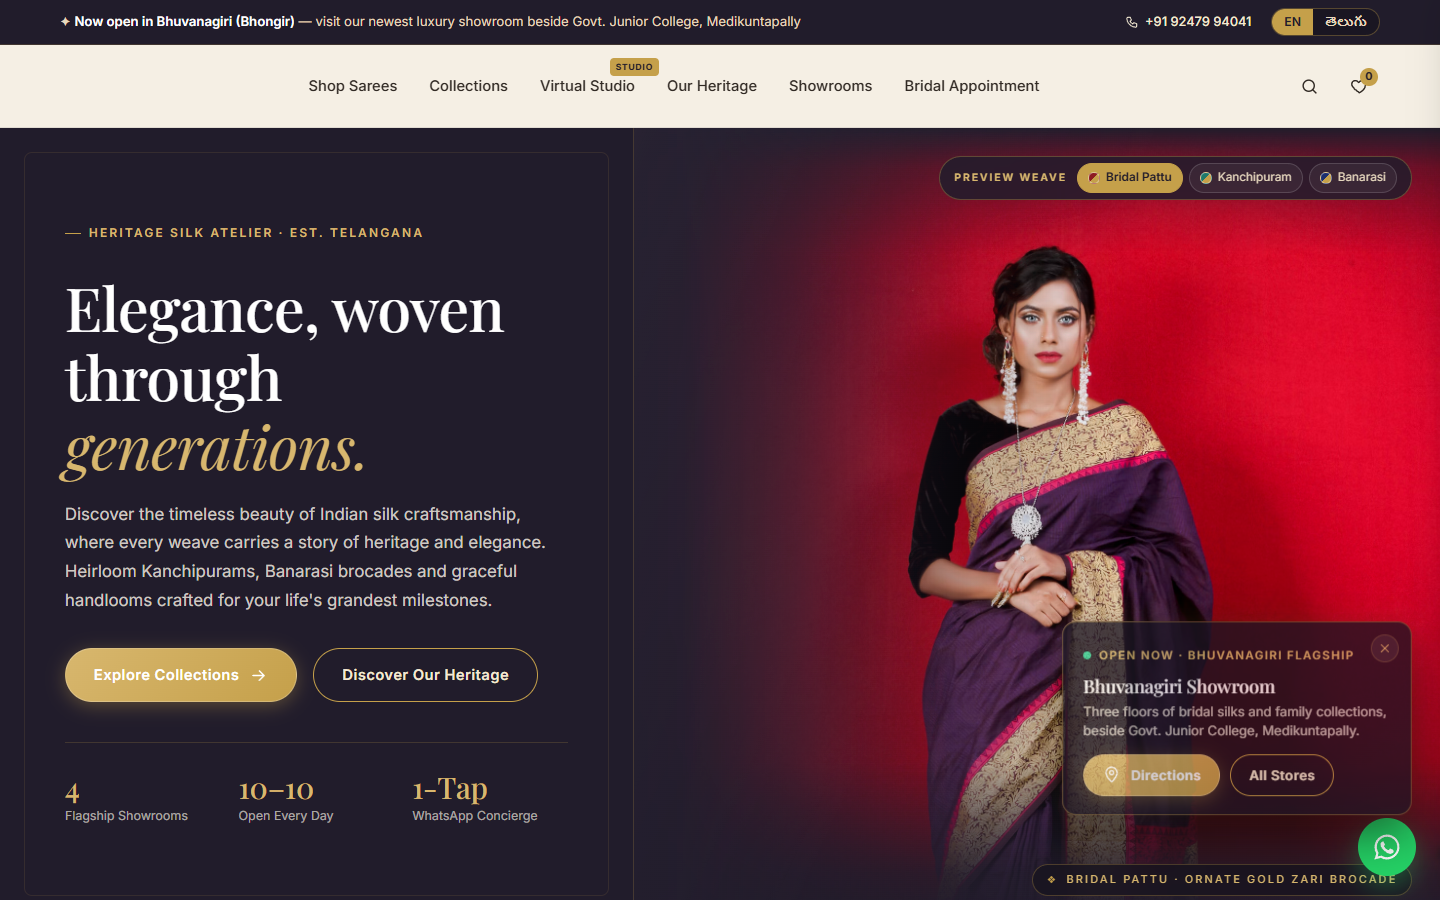 ✦ Now open in Bhuvanagiri (Bhongir) — visit our newest luxury showroom beside Govt. Junior College, Medikuntapally
+91 92479 94041
EN
తెలుగు
STUDIO
Shop Sarees
Collections
Virtual Studio
Our Heritage
Showrooms
Bridal Appointment
0
PREVIEW WEAVE
Bridal Pattu
Kanchipuram
Banarasi
— HERITAGE SILK ATELIER · EST. TELANGANA
Elegance, woven
through
generations.
Discover the timeless beauty of Indian silk craftsmanship,
where every weave carries a story of heritage and elegance.
Heirloom Kanchipurams, Banarasi brocades and graceful
handlooms crafted for your life's grandest milestones.
Explore Collections →
Discover Our Heritage
4
Flagship Showrooms
10–10
Open Every Day
1-Tap
WhatsApp Concierge
OPEN NOW · BHUVANAGIRI FLAGSHIP
Bhuvanagiri Showroom
Three floors of bridal silks and family collections,
beside Govt. Junior College, Medikuntapally.
Directions
All Stores
❖ BRIDAL PATTU · ORNATE GOLD ZARI BROCADE